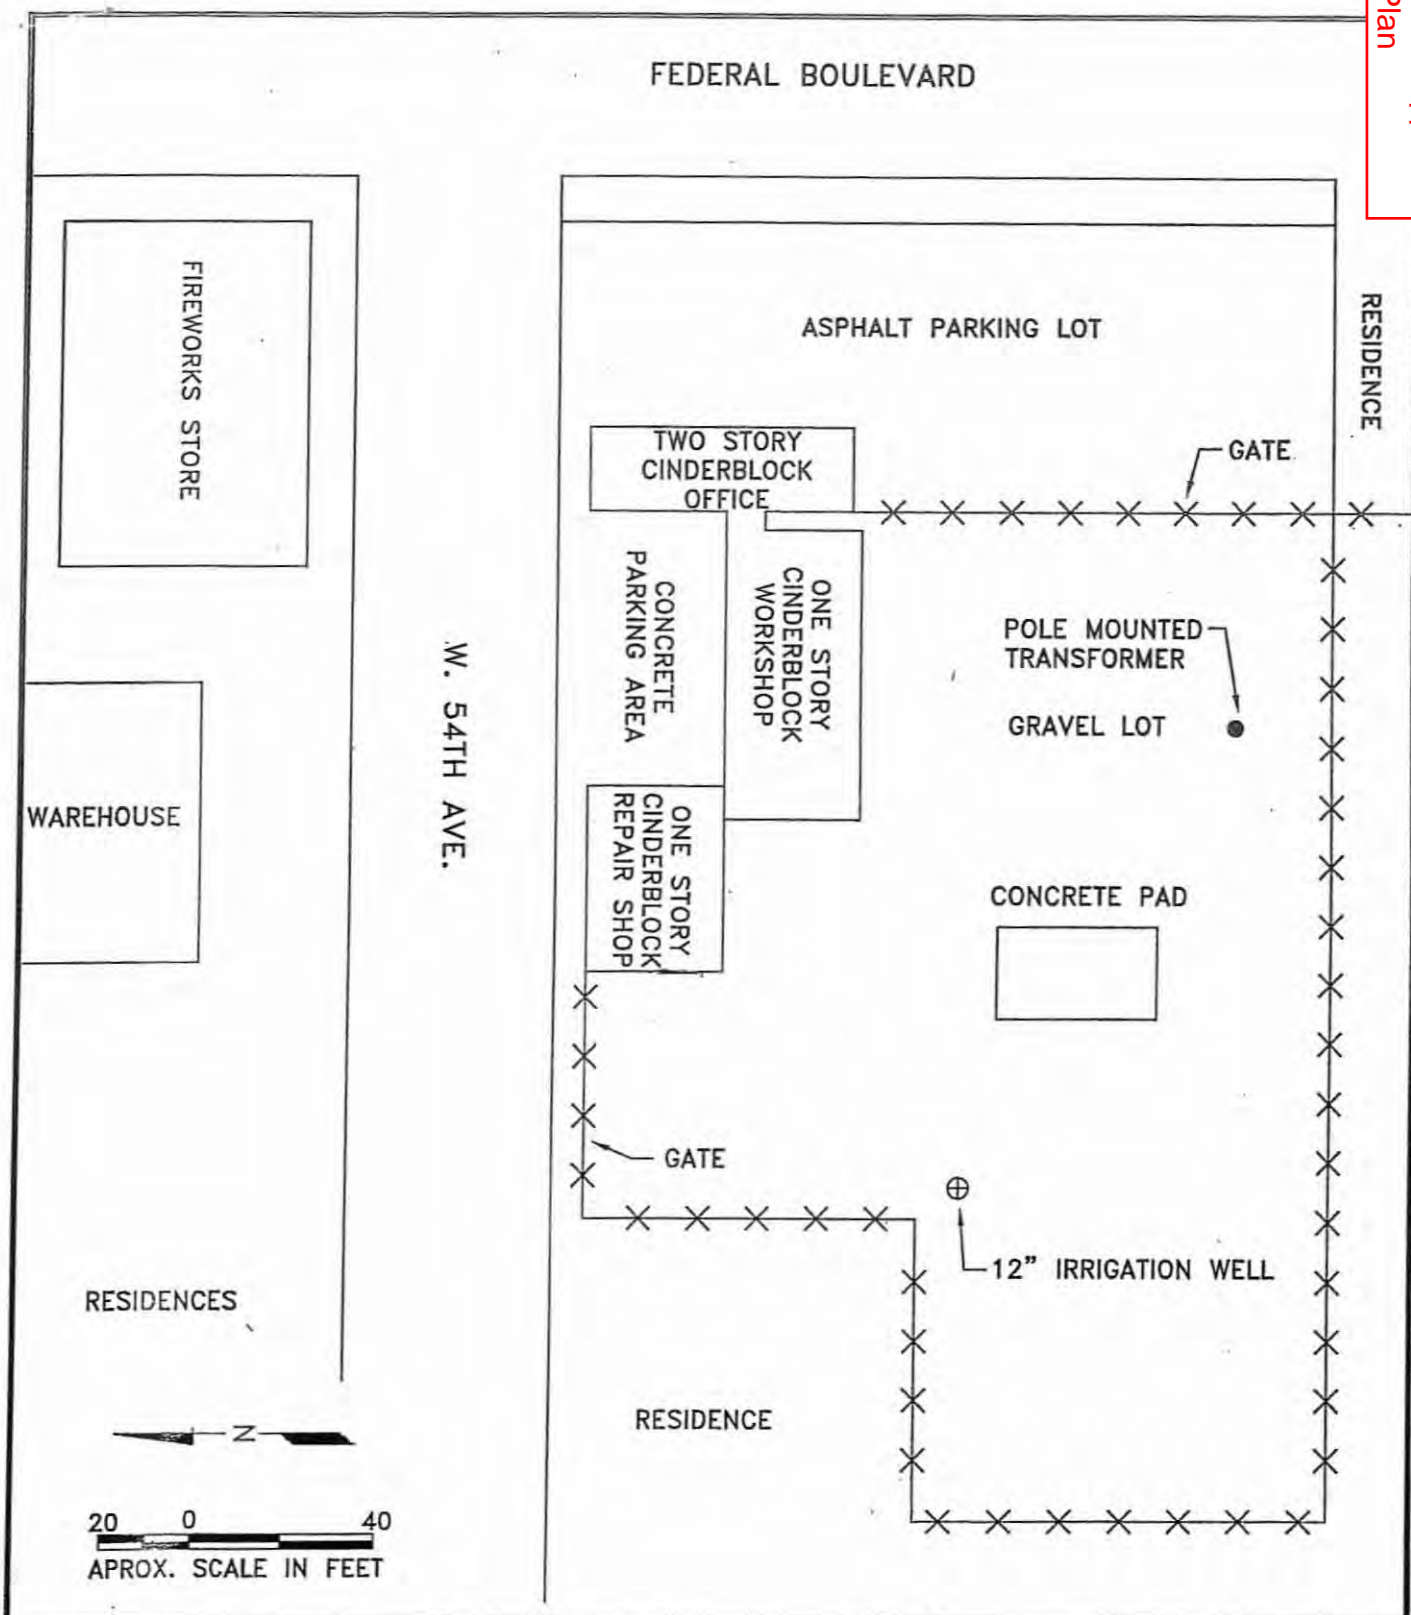 Plan
FEDERAL BOULEVARD
FIREWORKS STORE
ASPHALT PARKING LOT
RESIDENCE
TWO STORY
CINDERBLOCK
OFFICE
GATE
CONCRETE
PARKING AREA
ONE STORY
CINDERBLOCK
WORKSHOP
POLE MOUNTED
TRANSFORMER
GRAVEL LOT
W. 54TH AVE.
WAREHOUSE
ONE STORY
CINDERBLOCK
REPAIR SHOP
CONCRETE PAD
GATE
12" IRRIGATION WELL
RESIDENCES
RESIDENCE
N
20 0 40
APROX. SCALE IN FEET